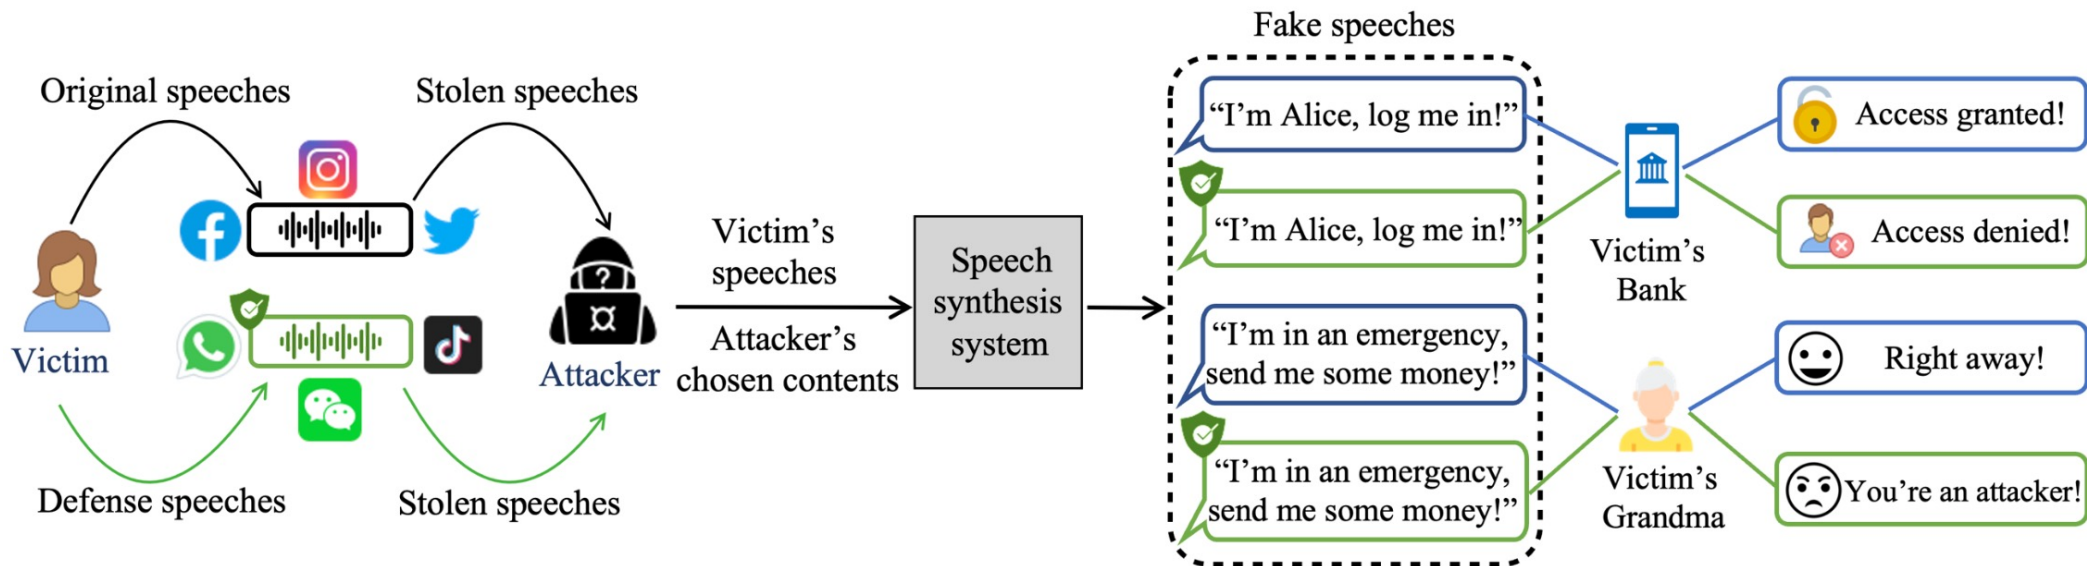 Fake speeches
Original speeches
Stolen speeches
Victim
Attacker
Defense speeches
Stolen speeches
Victim's
speeches
Attacker's
chosen contents
Speech
synthesis
system
“I'm Alice, log me in!”
“I'm Alice, log me in!”
“I'm in an emergency,
send me some money!”
“I'm in an emergency,
send me some money!”
Victim's
Bank
Victim's
Grandma
Access granted!
Access denied!
Right away!
You're an attacker!